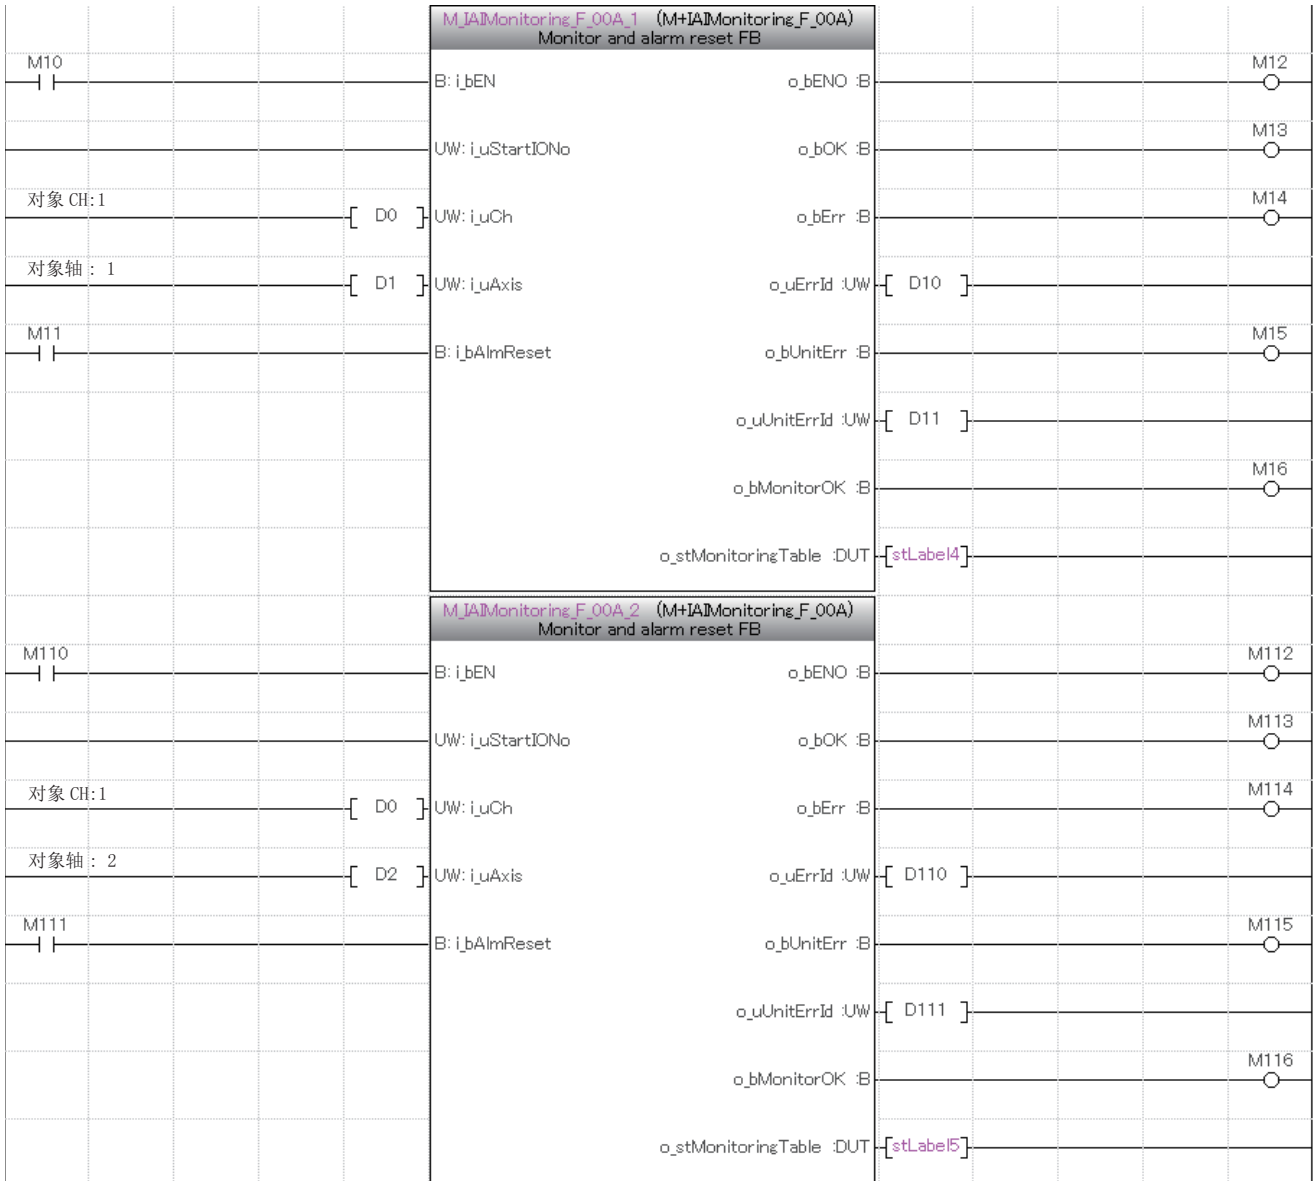 M_IAIMonitoring_F_00A_1 (M+IAIMonitoring_F_00A)
Monitor and alarm reset FB
M10
B: i_bEN
o_bENO :B
M12
UW: i_uStartIONo
o_bOK :B
M13
对象 CH:1
D0
UW: i_uCh
o_bErr :B
M14
对象轴: 1
D1
UW: i_uAxis
o_uErrId :UW
D10
M11
B: i_bAlmReset
o_bUnitErr :B
M15
o_uUnitErrId :UW
D11
o_bMonitorOK :B
M16
o_stMonitoringTable :DUT
stLabel4
M_IAIMonitoring_F_00A_2 (M+IAIMonitoring_F_00A)
Monitor and alarm reset FB
M110
B: i_bEN
o_bENO :B
M112
UW: i_uStartIONo
o_bOK :B
M113
对象 CH:1
D0
UW: i_uCh
o_bErr :B
M114
对象轴: 2
D2
UW: i_uAxis
o_uErrId :UW
D110
M111
B: i_bAlmReset
o_bUnitErr :B
M115
o_uUnitErrId :UW
D111
o_bMonitorOK :B
M116
o_stMonitoringTable :DUT
stLabel5